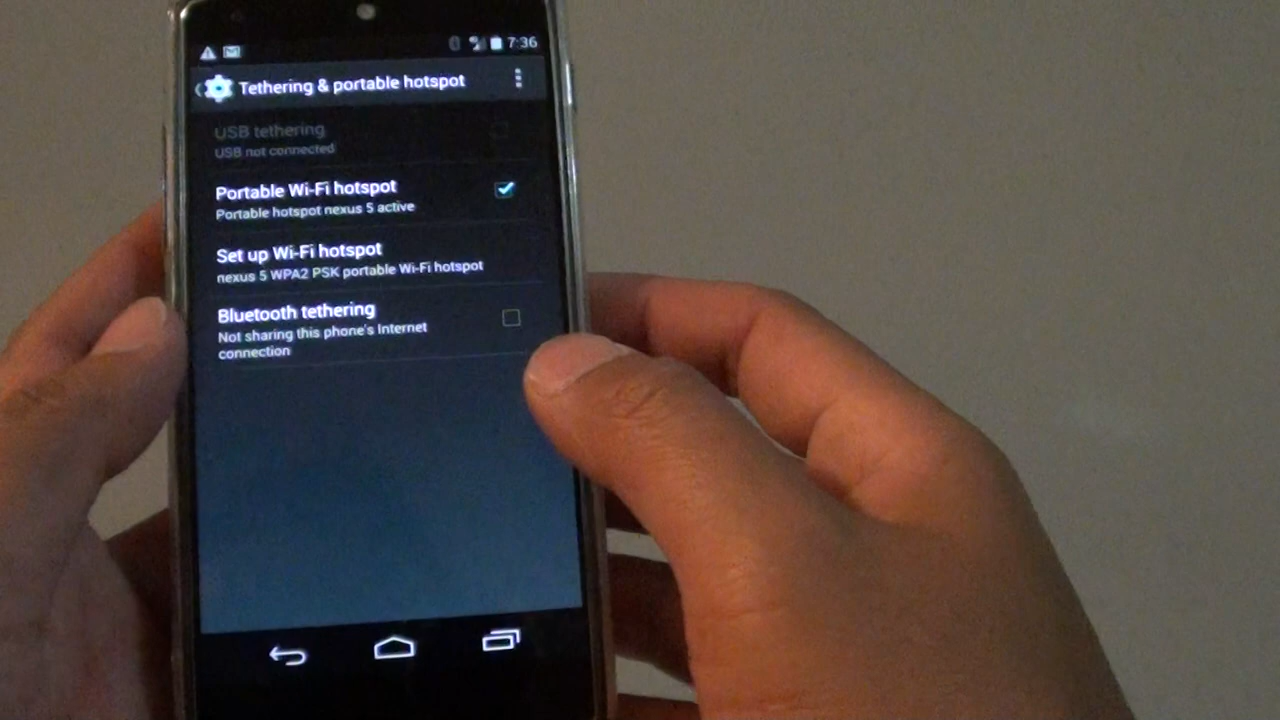 7:36
Tethering & portable hotspot
USB tethering
USB not connected
Portable Wi-Fi hotspot
Portable hotspot nexus 5 active
Set up Wi-Fi hotspot
nexus 5 WPA2 PSK portable Wi-Fi hotspot
Bluetooth tethering
Not sharing this phone's Internet
connection